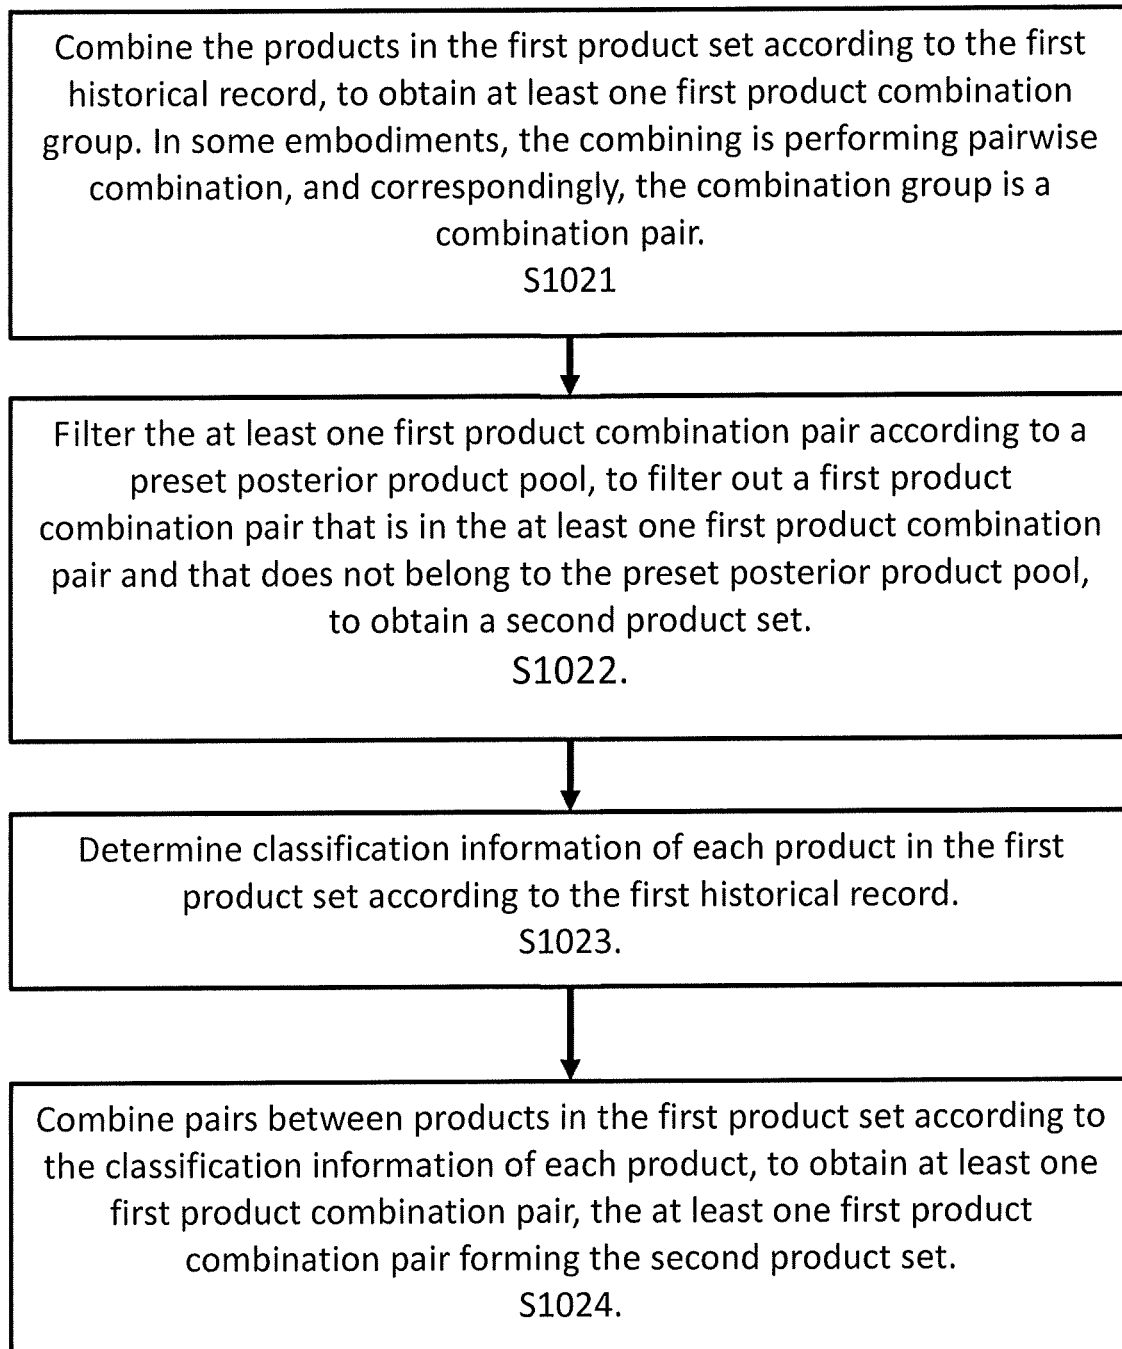 Combine the products in the first product set according to the first
historical record, to obtain at least one first product combination
group. In some embodiments, the combining is performing pairwise
combination, and correspondingly, the combination group is a
combination pair.
S1021
Filter the at least one first product combination pair according to a
preset posterior product pool, to filter out a first product
combination pair that is in the at least one first product combination
pair and that does not belong to the preset posterior product pool,
to obtain a second product set.
S1022.
Determine classification information of each product in the first
product set according to the first historical record.
S1023.
Combine pairs between products in the first product set according to
the classification information of each product, to obtain at least one
first product combination pair, the at least one first product
combination pair forming the second product set.
S1024.